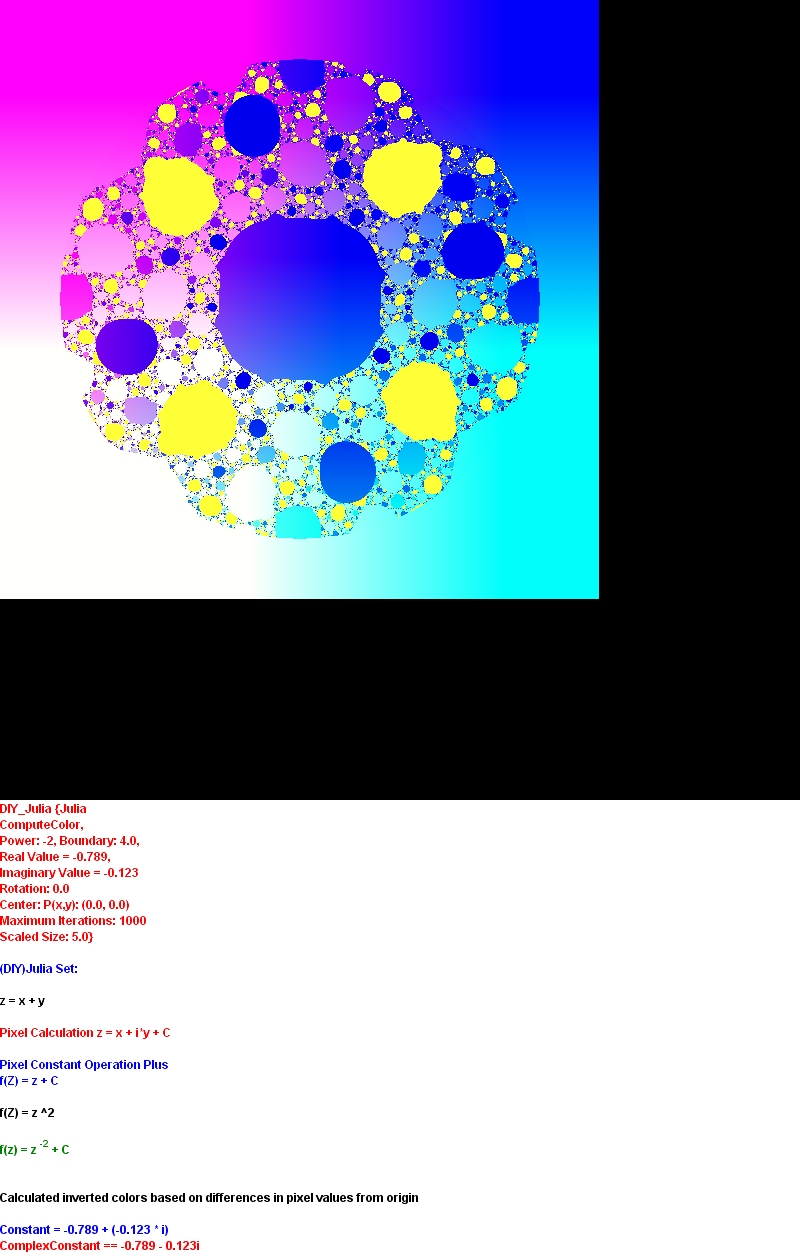 DIY_Julia {Julia
ComputeColor,
Power: -2, Boundary: 4.0,
Real Value = -0.789,
Imaginary Value = -0.123
Rotation: 0.0
Center: P(x,y): (0.0, 0.0)
Maximum Iterations: 1000
Scaled Size: 5.0}
(DIY)Julia Set:
z = x + y
Pixel Calculation z = x + i*y + C
Pixel Constant Operation Plus
f(Z) = z + C
f(Z) = z ^2
f(z) = z -2 + C
Calculated inverted colors based on differences in pixel values from origin
Constant = -0.789 + (-0.123 * i)
ComplexConstant == -0.789 - 0.123i